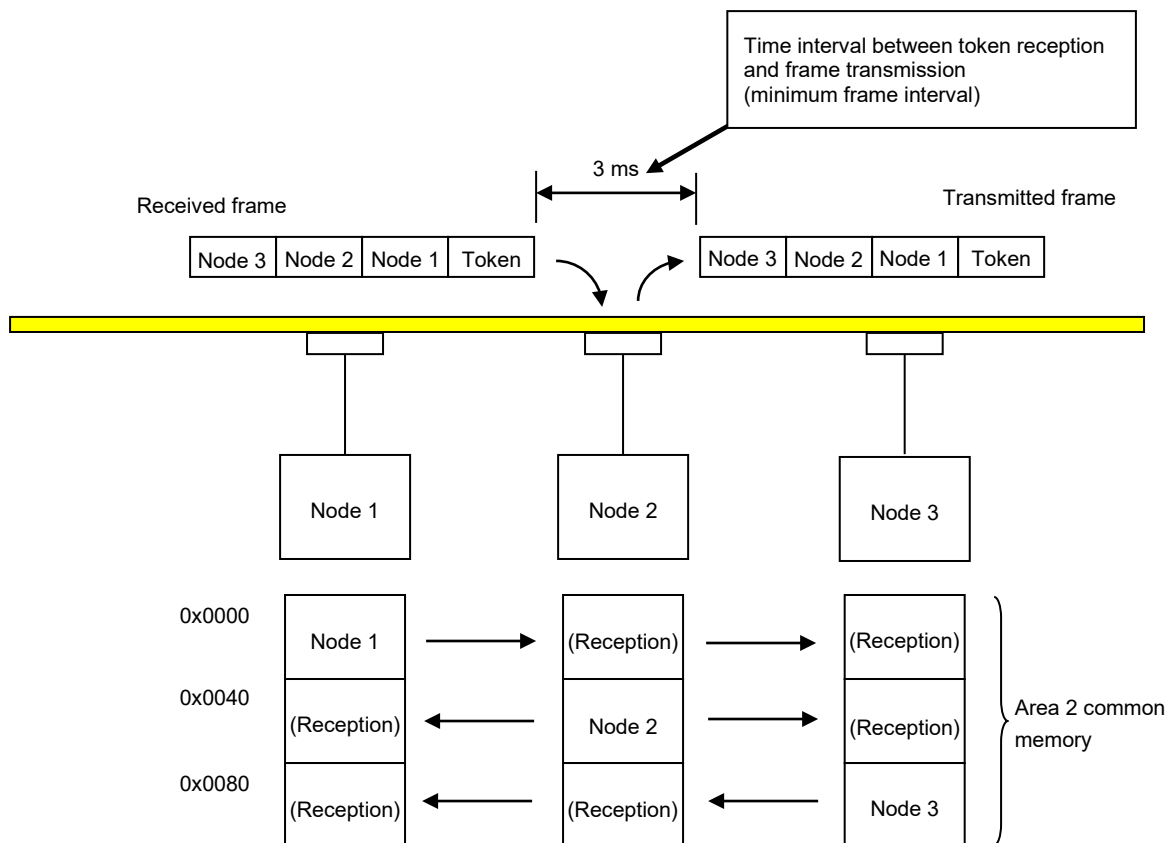 Time interval between token reception
and frame transmission
(minimum frame interval)
3 ms
Received frame
Transmitted frame
Node 3 Node 2 Node 1 Token
Node 3 Node 2 Node 1 Token
Node 1
Node 2
Node 3
0x0000
Node 1
(Reception)
(Reception)
0x0040
(Reception)
Node 2
(Reception)
Area 2 common
memory
0x0080
(Reception)
(Reception)
Node 3